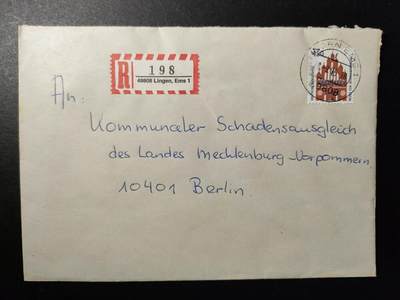 R 198
49808 Lingen, Ems 1
An:
Kommunaler Schadensausgleich
des Landes Mecklenburg-Vorpommern
10401 Berlin.